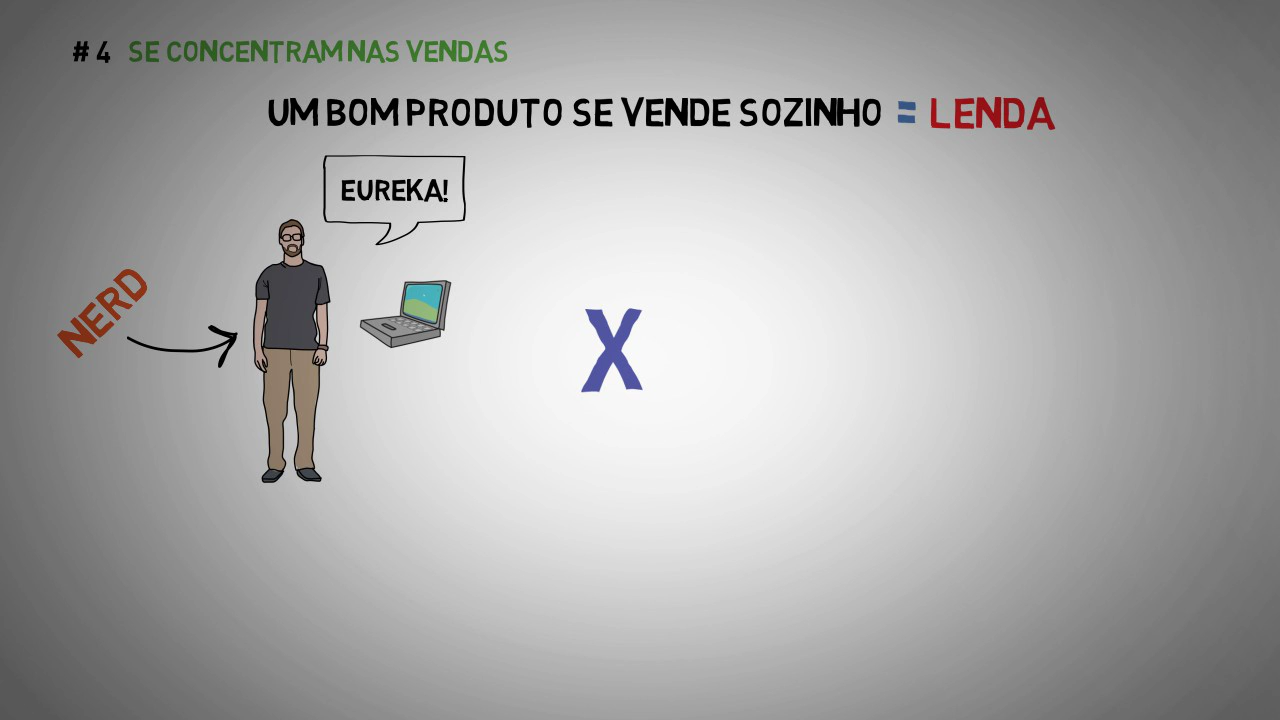 # 4 SE CONCENTRAM NAS VENDAS
UM BOM PRODUTO SE VENDE SOZINHO = LENDA
EUREKA!
NERD
X